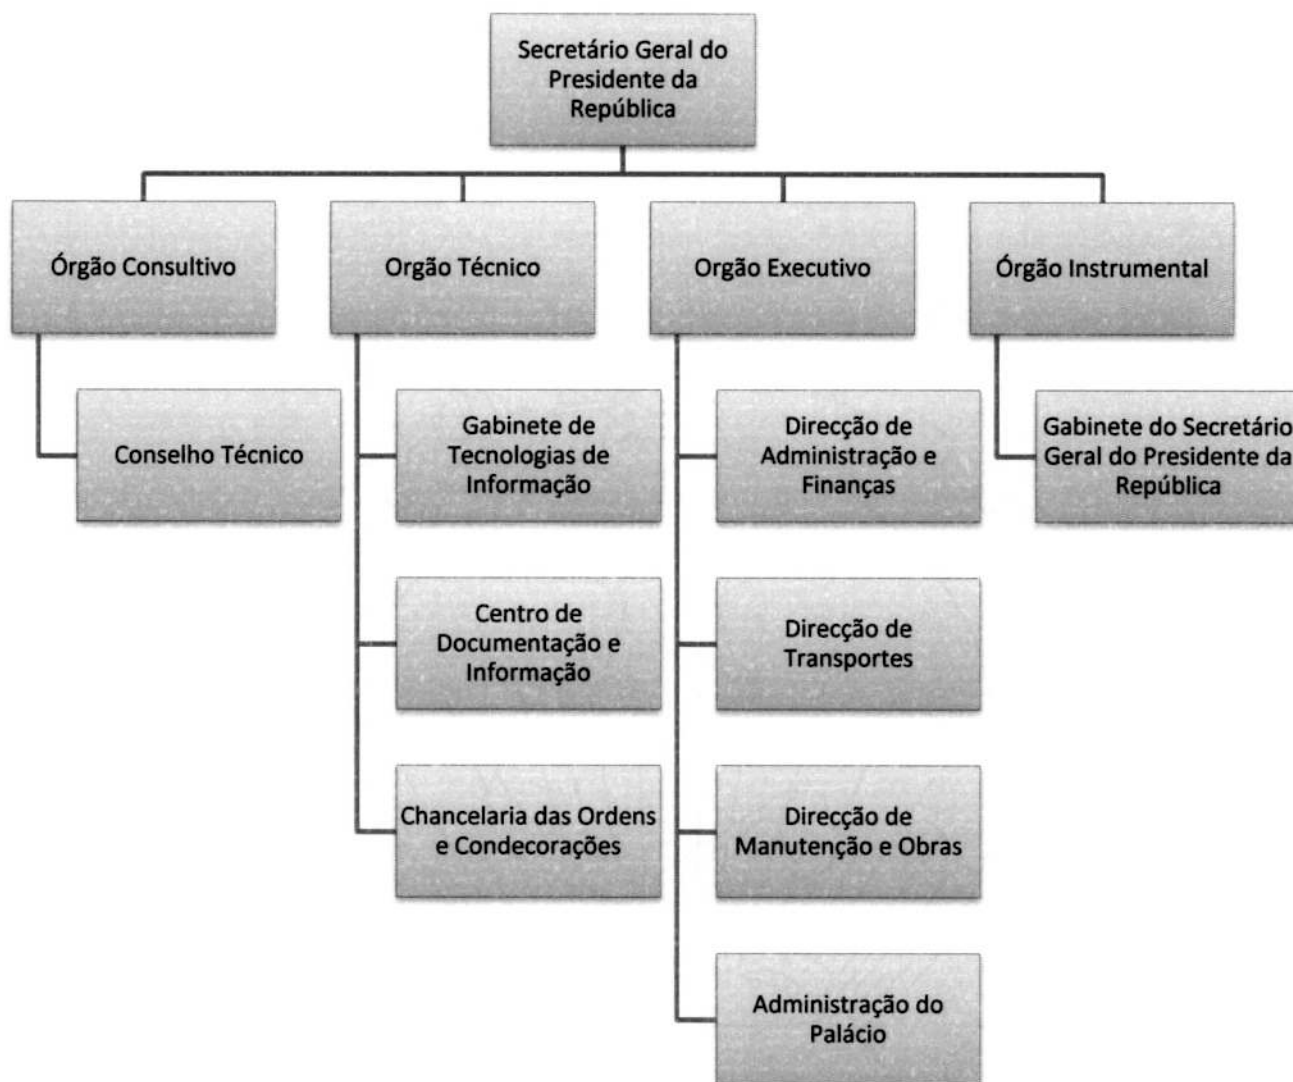 Secretário Geral do
Presidente da
República
Órgão Consultivo
Orgão Técnico
Orgão Executivo
Órgão Instrumental
Conselho Técnico
Gabinete de
Tecnologias de
Informação
Direcção de
Administração e
Finanças
Gabinete do Secretário
Geral do Presidente da
República
Centro de
Documentação e
Informação
Direcção de
Transportes
Chancelaria das Ordens
e Condecorações
Direcção de
Manutenção e Obras
Administração do
Palácio